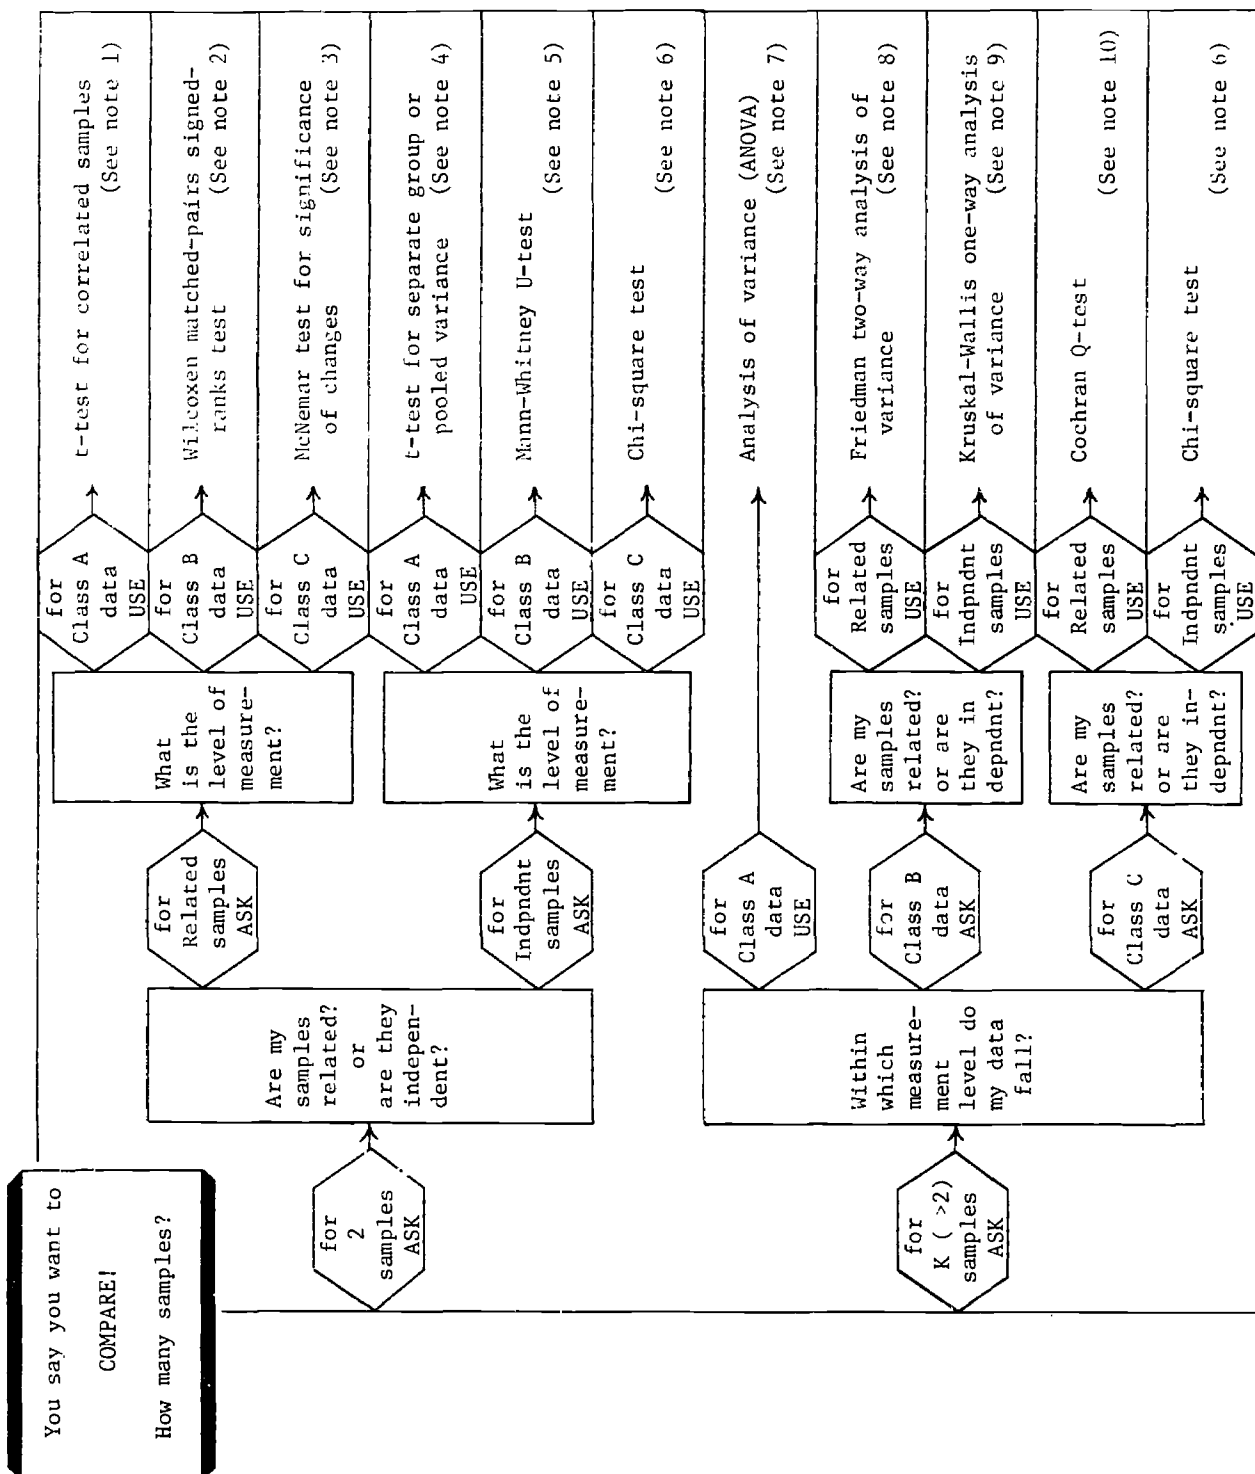 You say you want to
COMPARE!
How many samples?
for
2
samples
ASK
Are my
samples
related?
or
are they
indepen-
dent?
for
Related
samples
ASK
What
is the
level of
measure-
ment?
for
Class A
data
USE
t-test for correlated samples
(See note 1)
for
Class B
data
USE
Wilcoxen matched-pairs signed-
ranks test (See note 2)
for
Class C
data
USE
McNemar test for significance
of changes (See note 3)
for
Indpndnt
samples
ASK
What
is the
level of
measure-
ment?
for
Class A
data
USE
t-test for separate group or
pooled variance (See note 4)
for
Class B
data
USE
Mann-Whitney U-test
(See note 5)
for
Class C
data
USE
Chi-square test
(See note 6)
for
K ( >2)
samples
ASK
Within
which
measure-
ment
level do
my data
fall?
for
Class A
data
USE
Analysis of variance (ANOVA)
(See note 7)
for
Class B
data
ASK
Are my
samples
related?
or are
they in
depndnt?
for
Related
samples
USE
Friedman two-way analysis of
variance (See note 8)
for
Indpndnt
samples
USE
Kruskal-Wallis one-way analysis
of variance (See note 9)
for
Class C
data
ASK
Are my
samples
related?
or are
they in-
depndnt?
for
Related
samples
USE
Cochran Q-test
(See note 10)
for
Indpndnt
samples
USE
Chi-square test
(See note 6)